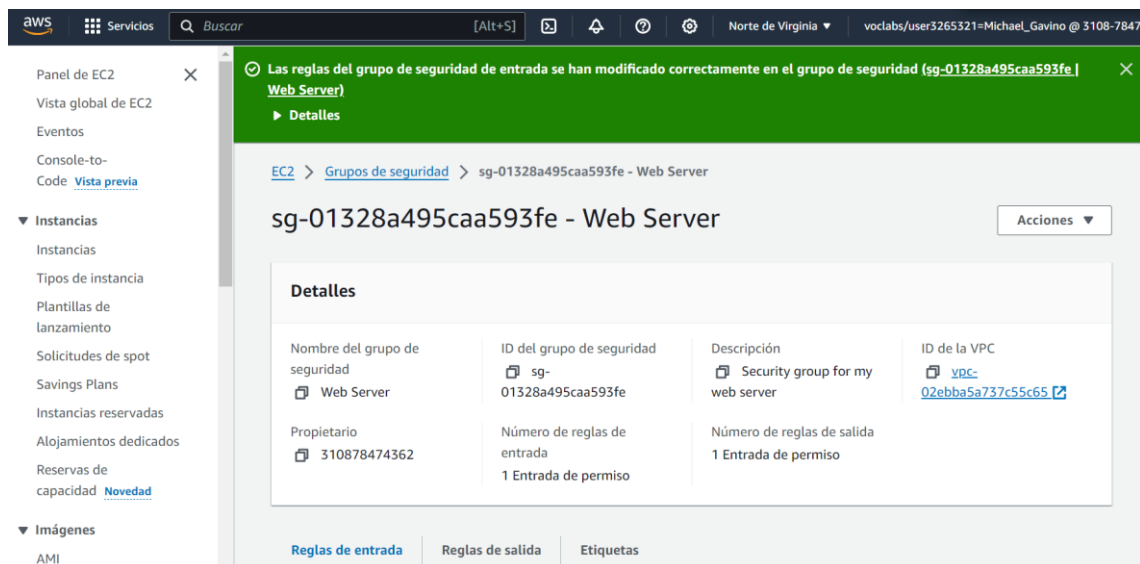 aws
Servicios
Buscar
[Alt+S]
Norte de Virginia ▼
voclabs/user3265321=Michael_Gavino @ 3108-7847
Panel de EC2
Vista global de EC2
Eventos
Console-to-
Code Vista previa
▼ Instancias
Instancias
Tipos de instancia
Plantillas de
lanzamiento
Solicitudes de spot
Savings Plans
Instancias reservadas
Alojamientos dedicados
Reservas de
capacidad Novedad
▼ Imágenes
AMI
Las reglas del grupo de seguridad de entrada se han modificado correctamente en el grupo de seguridad (sg-01328a495caa593fe |
Web Server)
▶ Detalles
EC2 > Grupos de seguridad > sg-01328a495caa593fe - Web Server
sg-01328a495caa593fe - Web Server
Acciones ▼
Detalles
Nombre del grupo de
seguridad
Web Server
ID del grupo de seguridad
sg-
01328a495caa593fe
Descripción
Security group for my
web server
ID de la VPC
vpc-
02ebba5a737c55c65
Propietario
310878474362
Número de reglas de
entrada
1 Entrada de permiso
Número de reglas de salida
1 Entrada de permiso
Reglas de entrada
Reglas de salida
Etiquetas